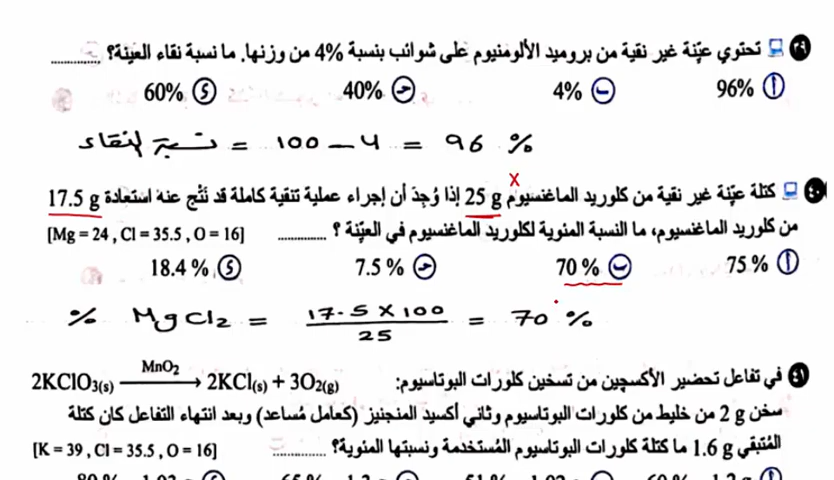 ٣٩ تحتوي عيّنة غير نقية من بروميد الألومنيوم على شوائب بنسبة 4% من وزنها. ما نسبة نقاء العينة؟ ............
أ 96% ب 4% ج 40% د 60%
نسبة النقاء = 100 - 4 = 96 %
٤٠ كتلة عيّنة غير نقية من كلوريد الماغنسيوم 25 g إذا وُجِدَ أن إجراء عملية تنقية كاملة قد نَتَج عنه استعادة 17.5 g
من كلوريد الماغنسيوم، ما النسبة المئوية لكلوريد الماغنسيوم في العيّنة ؟ ............ [Mg = 24 , Cl = 35.5 , O = 16]
أ 75 % ب 70 % ج 7.5 % د 18.4 %
% MgCl2 = 17.5 × 100 / 25 = 70 %
٤١ في تفاعل تحضير الأكسچين من تسخين كلورات البوتاسيوم: 2KClO3(s) MnO2 → 2KCl(s) + 3O2(g)
سخن 2 g من خليط من كلورات البوتاسيوم وثاني أكسيد المنجنيز (كعامل مُساعد) وبعد انتهاء التفاعل كان كتلة
المُتبقي 1.6 g ما كتلة كلورات البوتاسيوم المُستخدمة ونسبتها المئوية؟ ............ [K = 39 , Cl = 35.5 , O = 16]